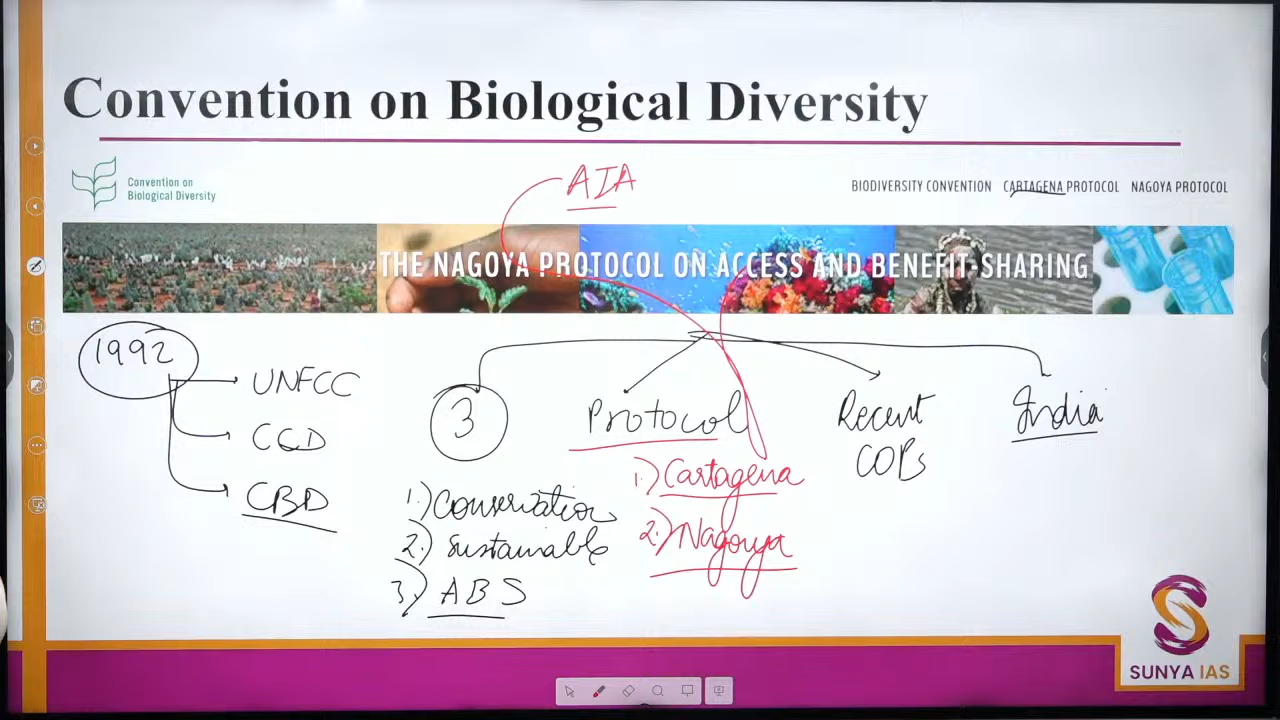 Convention on Biological Diversity
Convention on
Biological Diversity
AIA
BIODIVERSITY CONVENTION CARTAGENA PROTOCOL NAGOYA PROTOCOL
THE NAGOYA PROTOCOL ON ACCESS AND BENEFIT-SHARING
1992
UNFCC
CCD
CBD
3
1.) Conservation
2.) Sustainable
3.) ABS
Protocol
1.) Cartagena
2.) Nagouya
Recent
COPs
India
SUNYA IAS